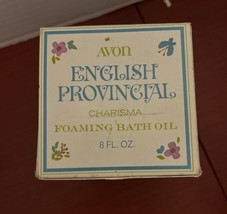 AVON
ENGLISH
PROVINCIAL
CHARISMA
FOAMING BATH OIL
8 FL. OZ.